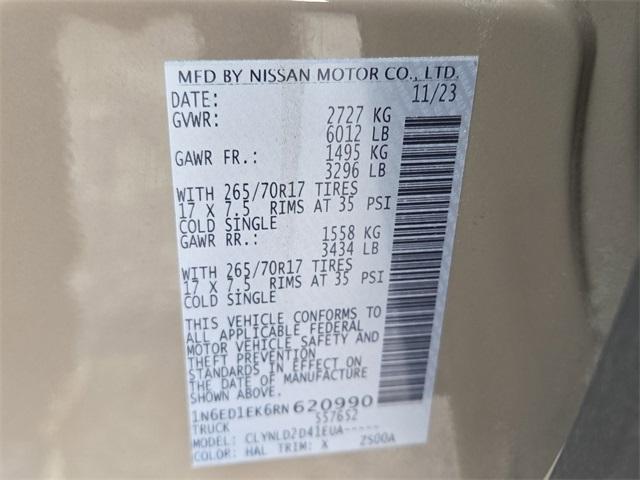 MFD BY NISSAN MOTOR CO., LTD.
DATE: 11/23
GVWR: 2727 KG
6012 LB
GAWR FR.: 1495 KG
3296 LB
WITH 265/70R17 TIRES
17 X 7.5 RIMS AT 35 PSI
COLD SINGLE
GAWR RR.: 1558 KG
3434 LB
WITH 265/70R17 TIRES
17 X 7.5 RIMS AT 35 PSI
COLD SINGLE
THIS VEHICLE CONFORMS TO
ALL APPLICABLE FEDERAL
MOTOR VEHICLE SAFETY AND
THEFT PREVENTION
STANDARDS IN EFFECT ON
THE DATE OF MANUFACTURE
SHOWN ABOVE.
1N6ED1EK6RN620990
TRUCK 557652
MODEL: CLYNLD2D41EUA-----
COLOR: HAL TRIM: X ZS00A